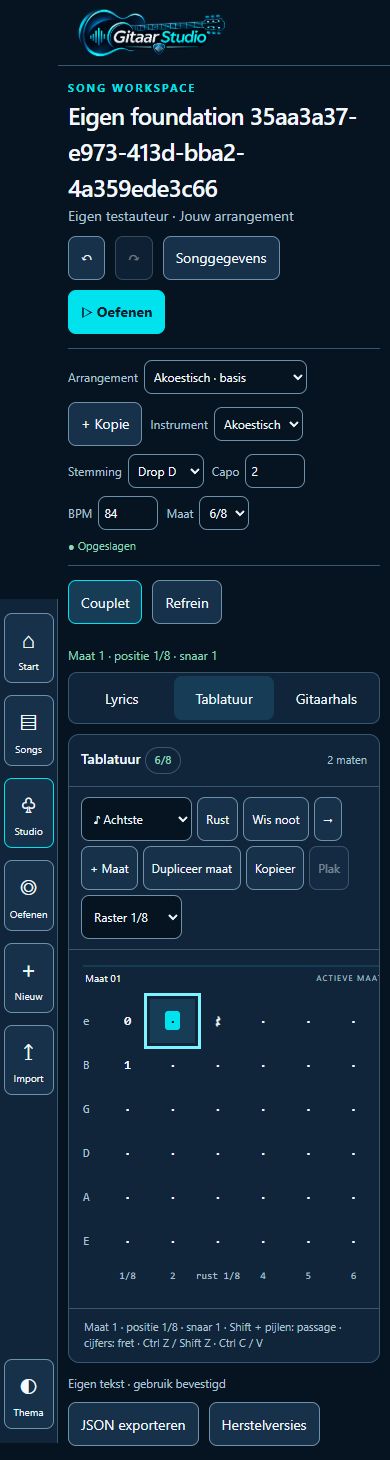 Gitaar Studio
SONG WORKSPACE
Eigen foundation 35aa3a37-
e973-413d-bba2-
4a359ede3c66
Eigen testauteur · Jouw arrangement
↶ ↷ Songgegevens
▷ Oefenen
Arrangement Akoestisch · basis
+ Kopie Instrument Akoestisch
Stemming Drop D Capo 2
BPM 84 Maat 6/8
● Opgeslagen
Couplet Refrein
Maat 1 · positie 1/8 · snaar 1
Lyrics Tablatuur Gitaarhals
Tablatuur 6/8 2 maten
♪ Achtste Rust Wis noot →
+ Maat Dupliceer maat Kopieer Plak
Raster 1/8
Maat 01 ACTIEVE MAAT
e 0 · 𝄽 · · ·
B 1 · · · · ·
G · · · · · ·
D · · · · · ·
A · · · · · ·
E · · · · · ·
1/8 2 rust 1/8 4 5 6
Maat 1 · positie 1/8 · snaar 1 · Shift + pijlen: passage ·
cijfers: fret · Ctrl Z / Shift Z · Ctrl C / V
Eigen tekst · gebruik bevestigd
JSON exporteren Herstelversies
Start
Songs
Studio
Oefenen
Nieuw
Import
Thema